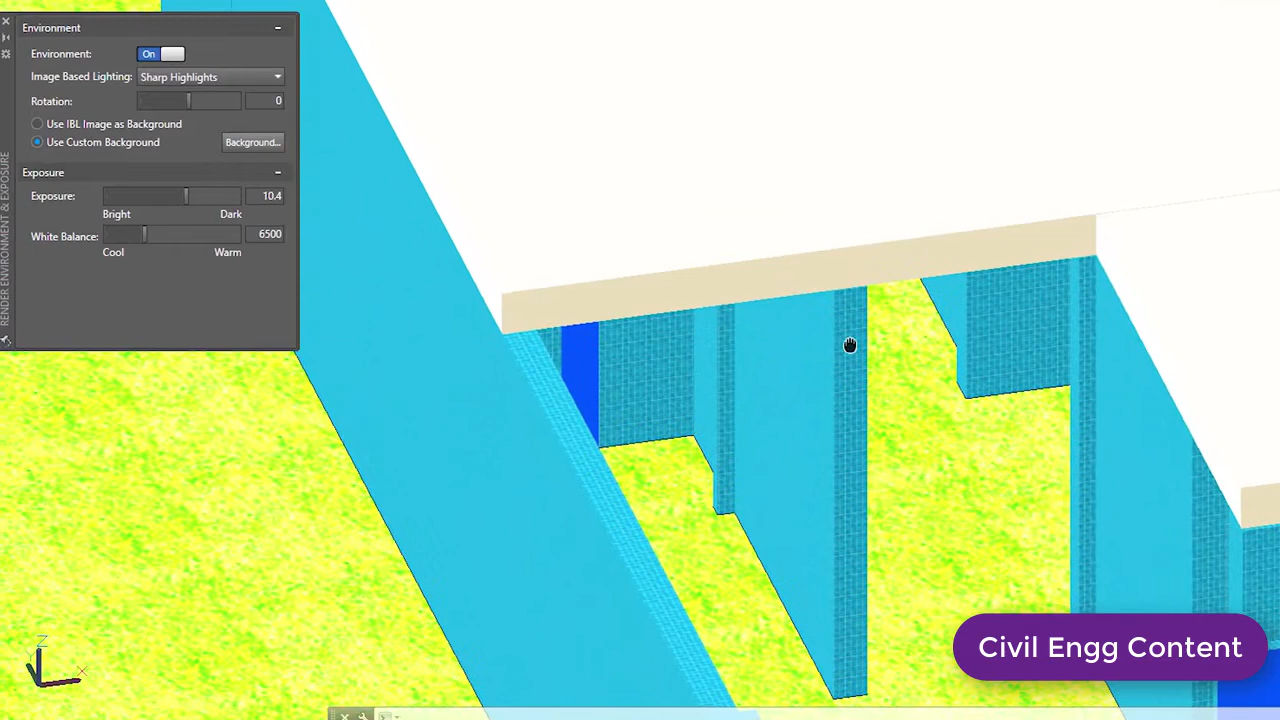 Environment
Environment: On
Image Based Lighting: Sharp Highlights
Rotation: 0
Use IBL Image as Background
Use Custom Background Background...
Exposure
Exposure: 10.4
Bright Dark
White Balance: 6500
Cool Warm
RENDER ENVIRONMENT & EXPOSURE
Z
X
Civil Engg Content